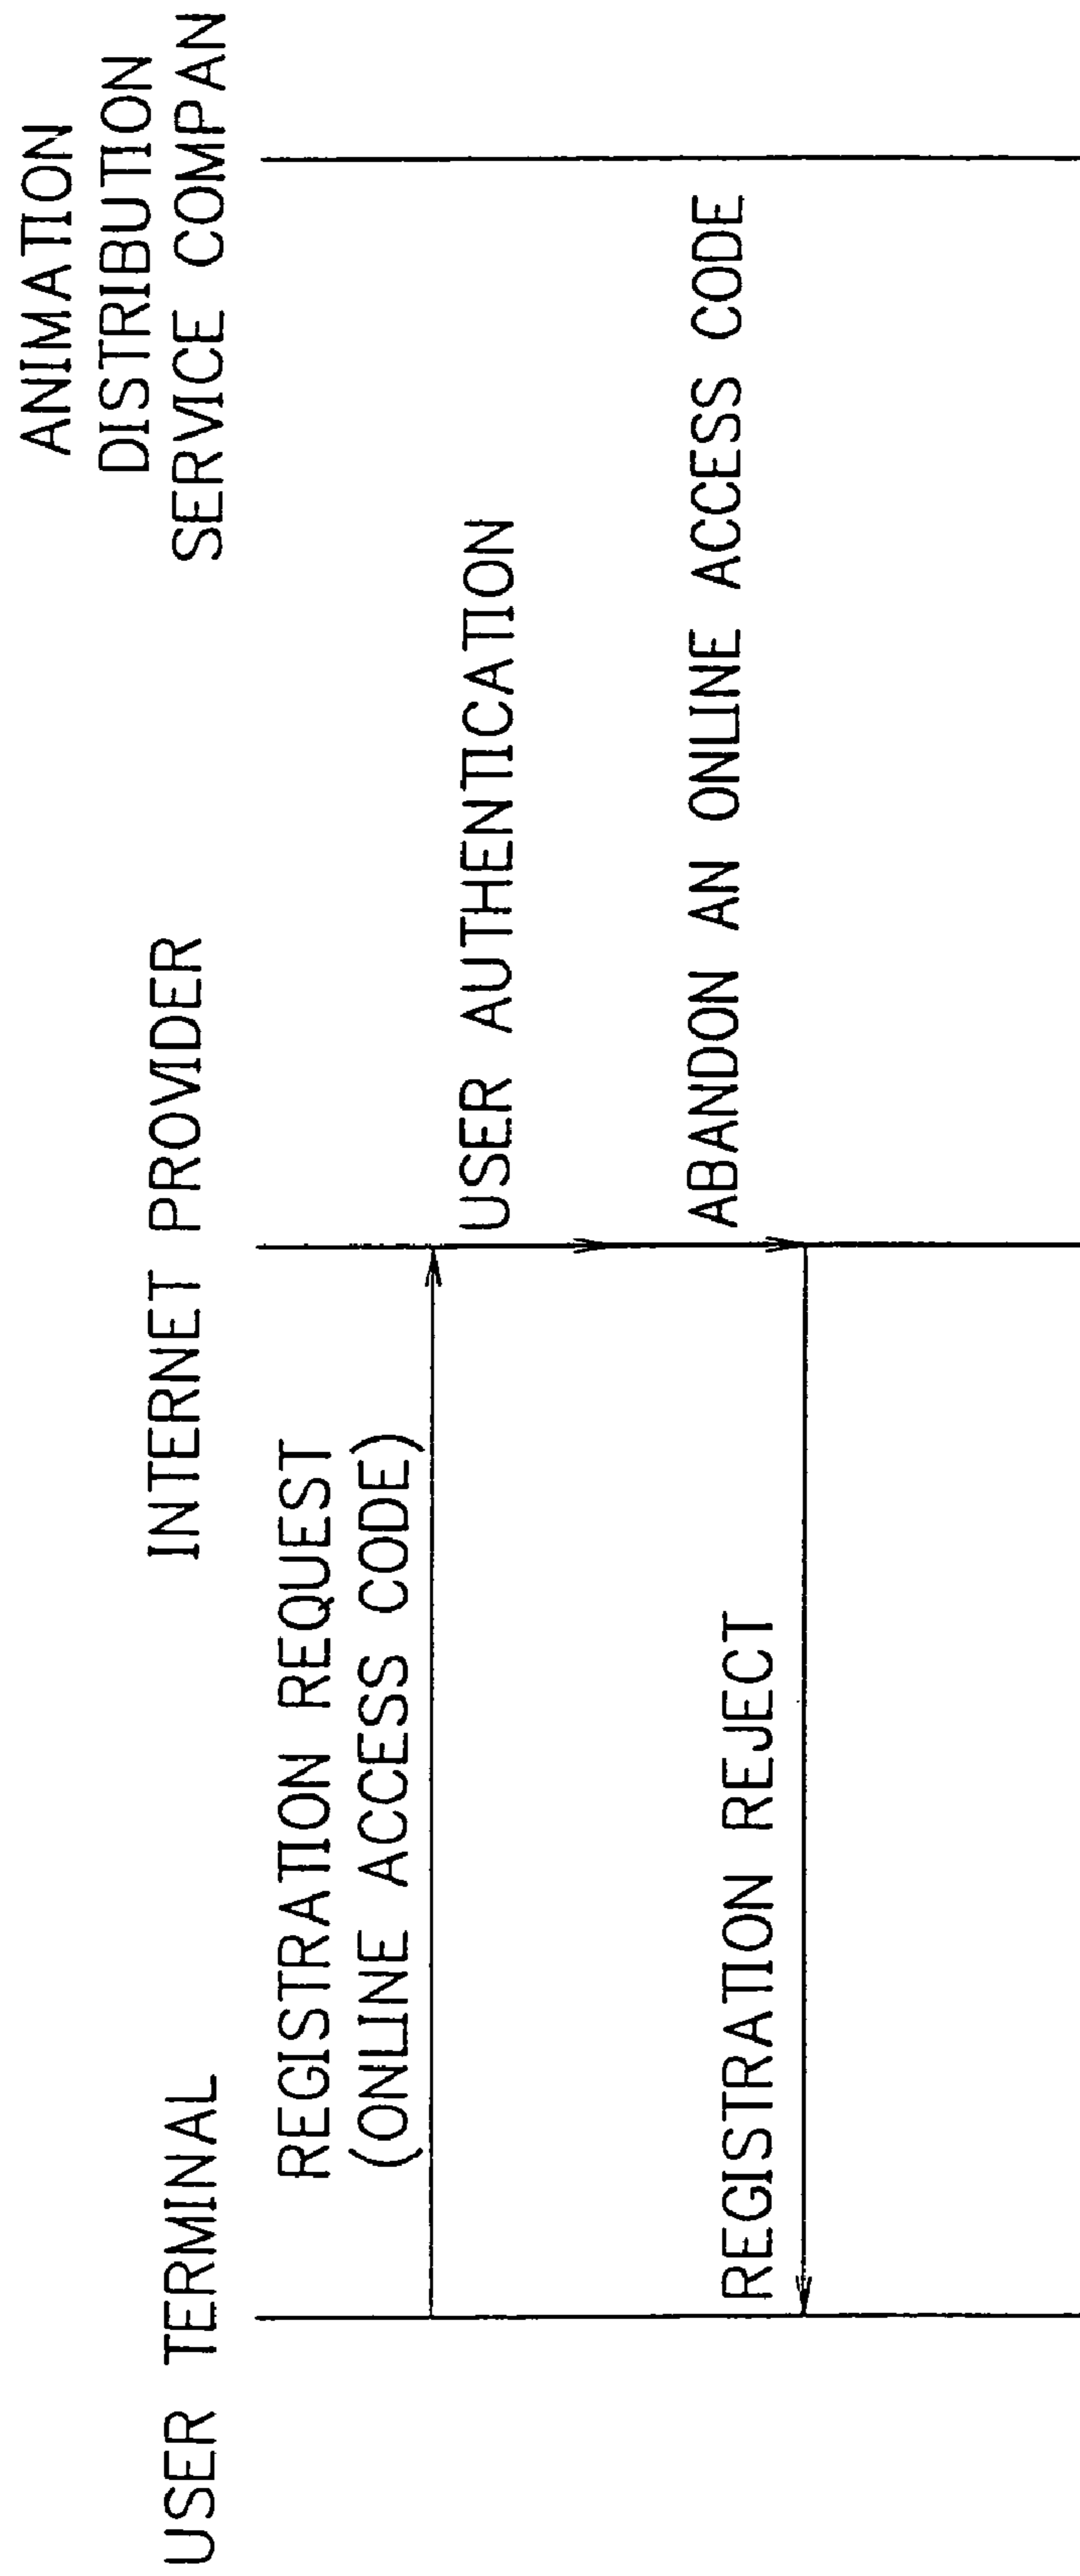 USER TERMINAL
INTERNET PROVIDER
ANIMATION
DISTRIBUTION
SERVICE COMPAN
REGISTRATION REQUEST
(ONLINE ACCESS CODE)
USER AUTHENTICATION
ABANDON AN ONLINE ACCESS CODE
REGISTRATION REJECT